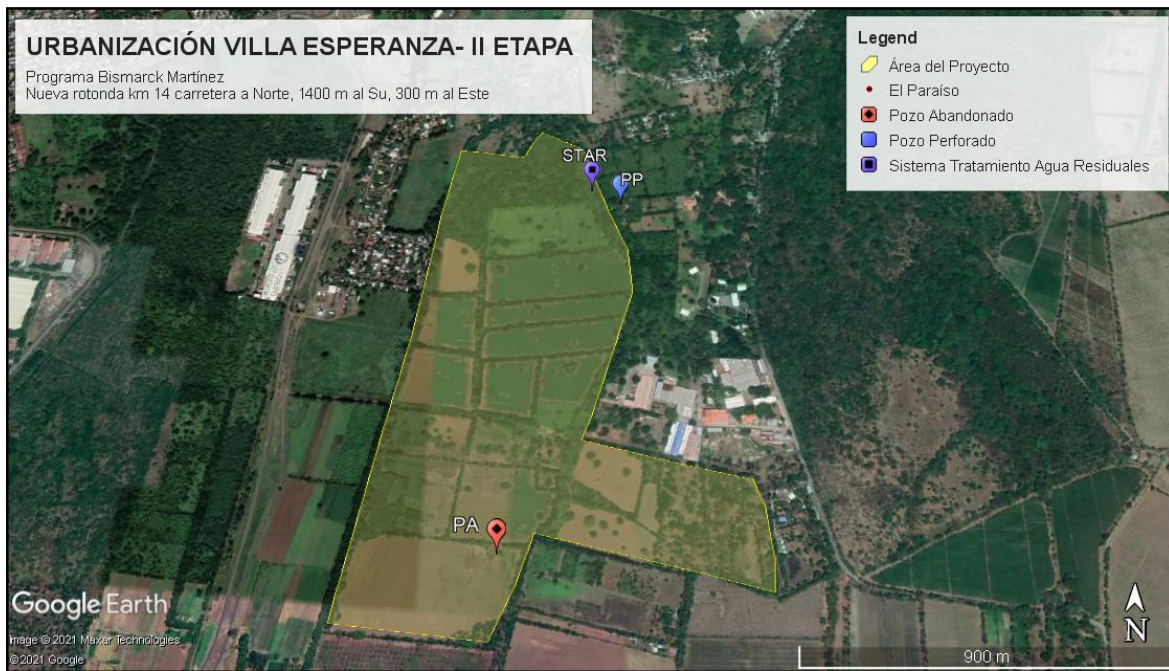 URBANIZACIÓN VILLA ESPERANZA- II ETAPA
Programa Bismarck Martínez
Nueva rotonda km 14 carretera a Norte, 1400 m al Su, 300 m al Este
Legend
Área del Proyecto
El Paraíso
Pozo Abandonado
Pozo Perforado
Sistema Tratamiento Agua Residuales
STAR
PP
PA
Google Earth
Image © 2021 Maxar Technologies
© 2021 Google
900 m
N